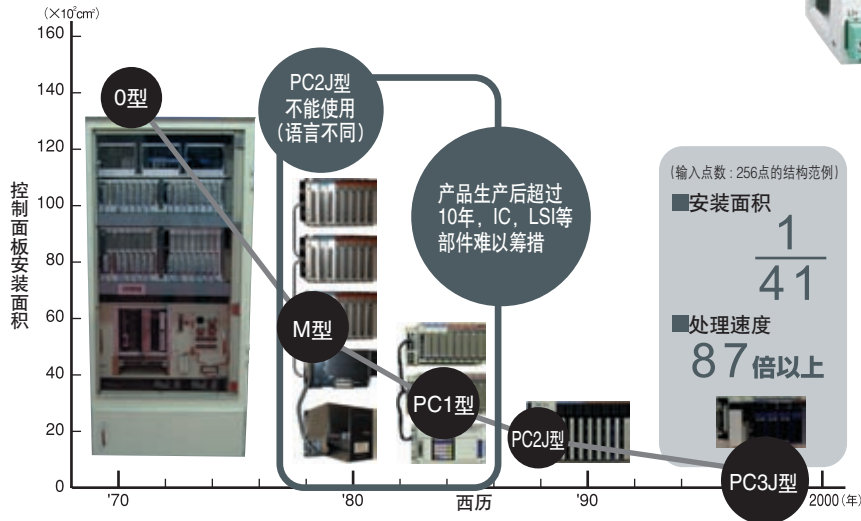 (×10²cm²)
160
140
120
100
80
60
40
20
0
控制面板安装面积
0型
PC2J型
不能使用
（语言不同）
产品生产后超过
10年，IC，LSI等
部件难以筹措
M型
PC1型
PC2J型
PC3J型
(输入点数：256点的结构范例)
■安装面积
1
41
■处理速度
87倍以上
'70
'80
西历
'90
2000(年)